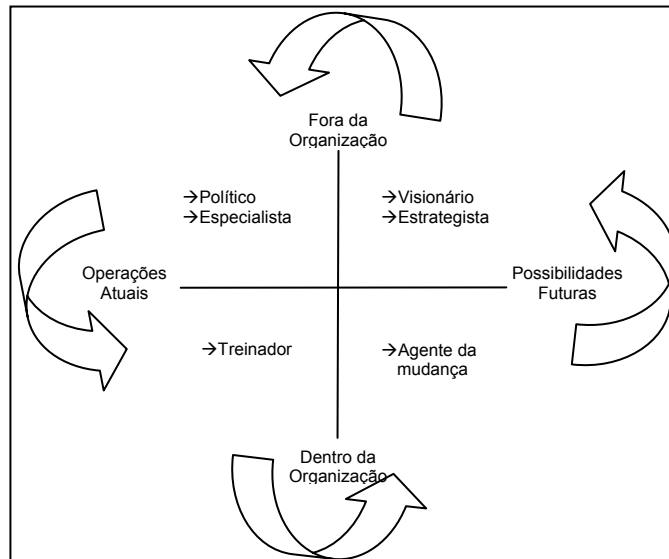 Fora da
Organização
→Político
→Especialista
→Visionário
→Estrategista
Operações
Atuais
Possibilidades
Futuras
→Treinador
→Agente da
mudança
Dentro da
Organização